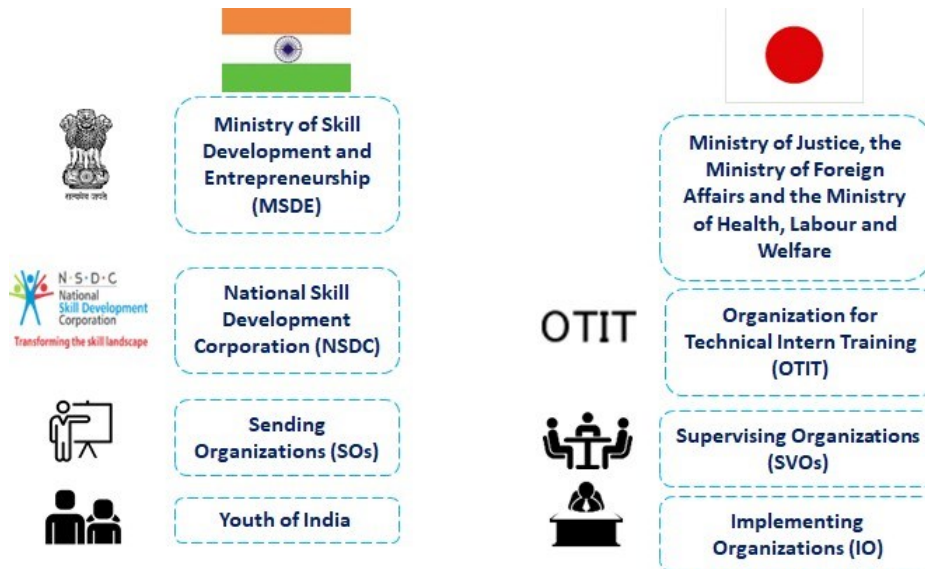 Ministry of Skill
Development and
Entrepreneurship
(MSDE)
सत्यमेव जयते
N·S·D·C
National
Skill Development
Corporation
Transforming the skill landscape
National Skill
Development
Corporation (NSDC)
Sending
Organizations (SOs)
Youth of India
Ministry of Justice, the
Ministry of Foreign
Affairs and the Ministry
of Health, Labour and
Welfare
OTIT
Organization for
Technical Intern Training
(OTIT)
Supervising Organizations
(SVOs)
Implementing
Organizations (IO)